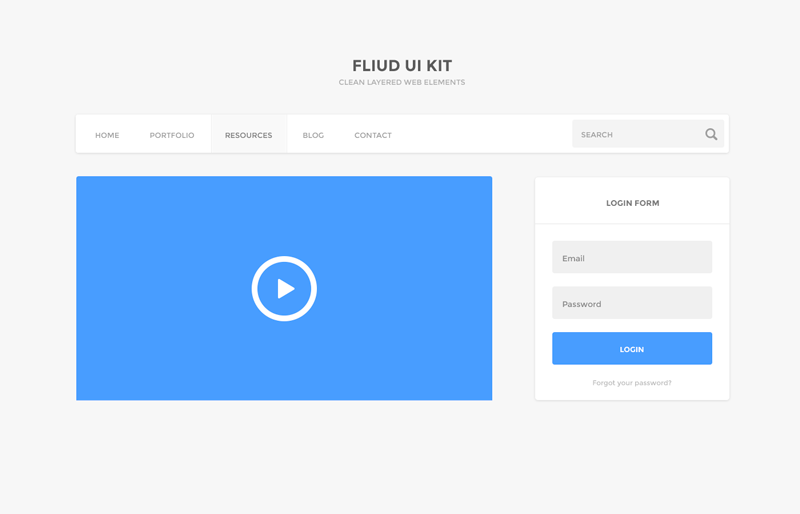 FLIUD UI KIT
CLEAN LAYERED WEB ELEMENTS
HOME PORTFOLIO RESOURCES BLOG CONTACT SEARCH
LOGIN FORM
Email
Password
LOGIN
Forgot your password?